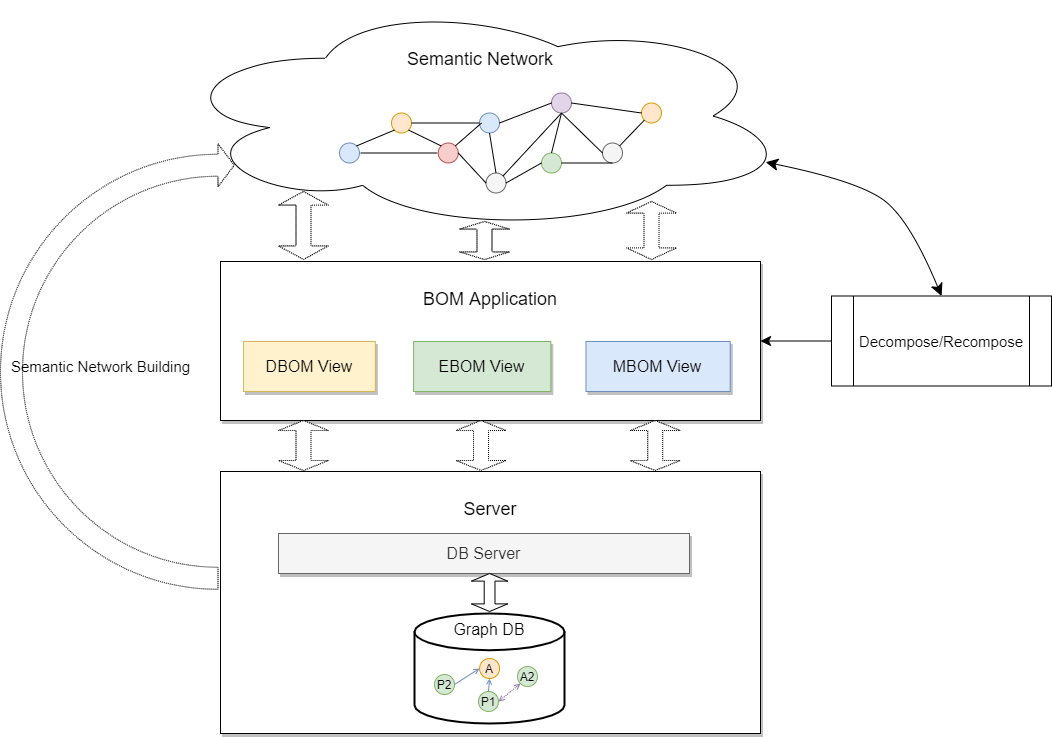 Semantic Network
BOM Application
Semantic Network Building
DBOM View
EBOM View
MBOM View
Decompose/Recompose
Server
DB Server
Graph DB
A
P2
A2
P1